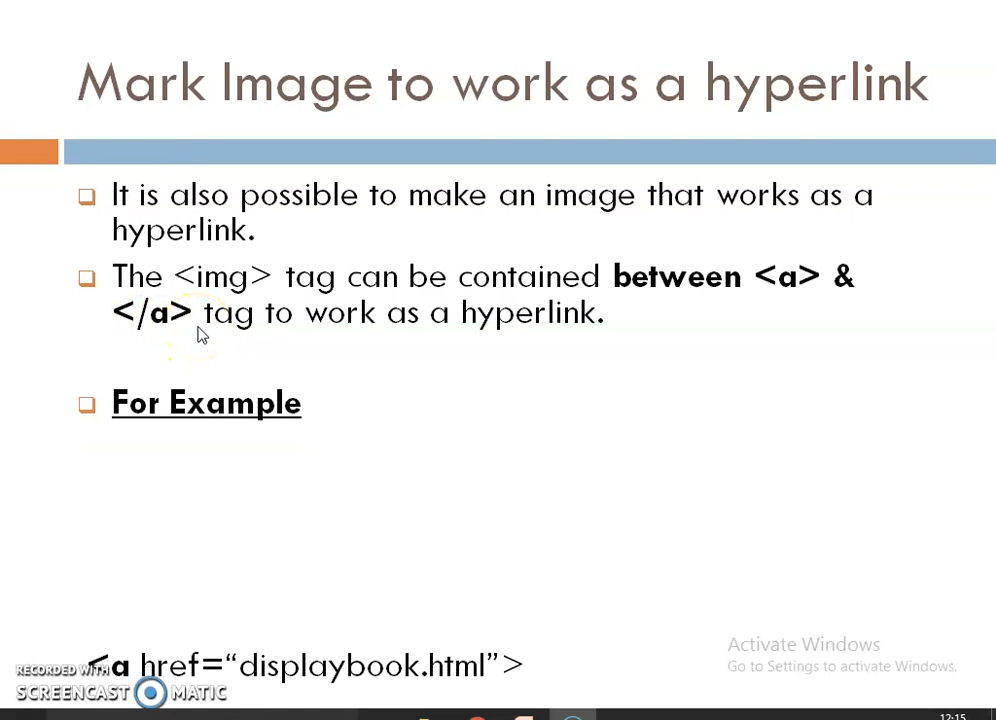 Mark Image to work as a hyperlink
❑ It is also possible to make an image that works as a
hyperlink.
❑ The <img> tag can be contained between <a> &
</a> tag to work as a hyperlink.
❑ For Example
Activate Windows
Go to Settings to activate Windows.
<a href=“displaybook.html”>
RECORDED WITH
SCREENCAST MATIC
12:15